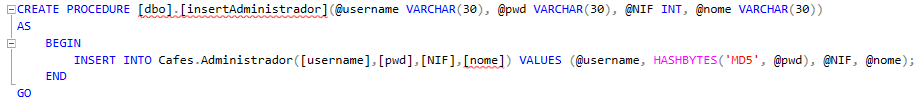 CREATE PROCEDURE [dbo].[insertAdministrador](@username VARCHAR(30), @pwd VARCHAR(30), @NIF INT, @nome VARCHAR(30))
AS
BEGIN
INSERT INTO Cafes.Administrador([username],[pwd],[NIF],[nome]) VALUES (@username, HASHBYTES('MD5', @pwd), @NIF, @nome);
END
GO